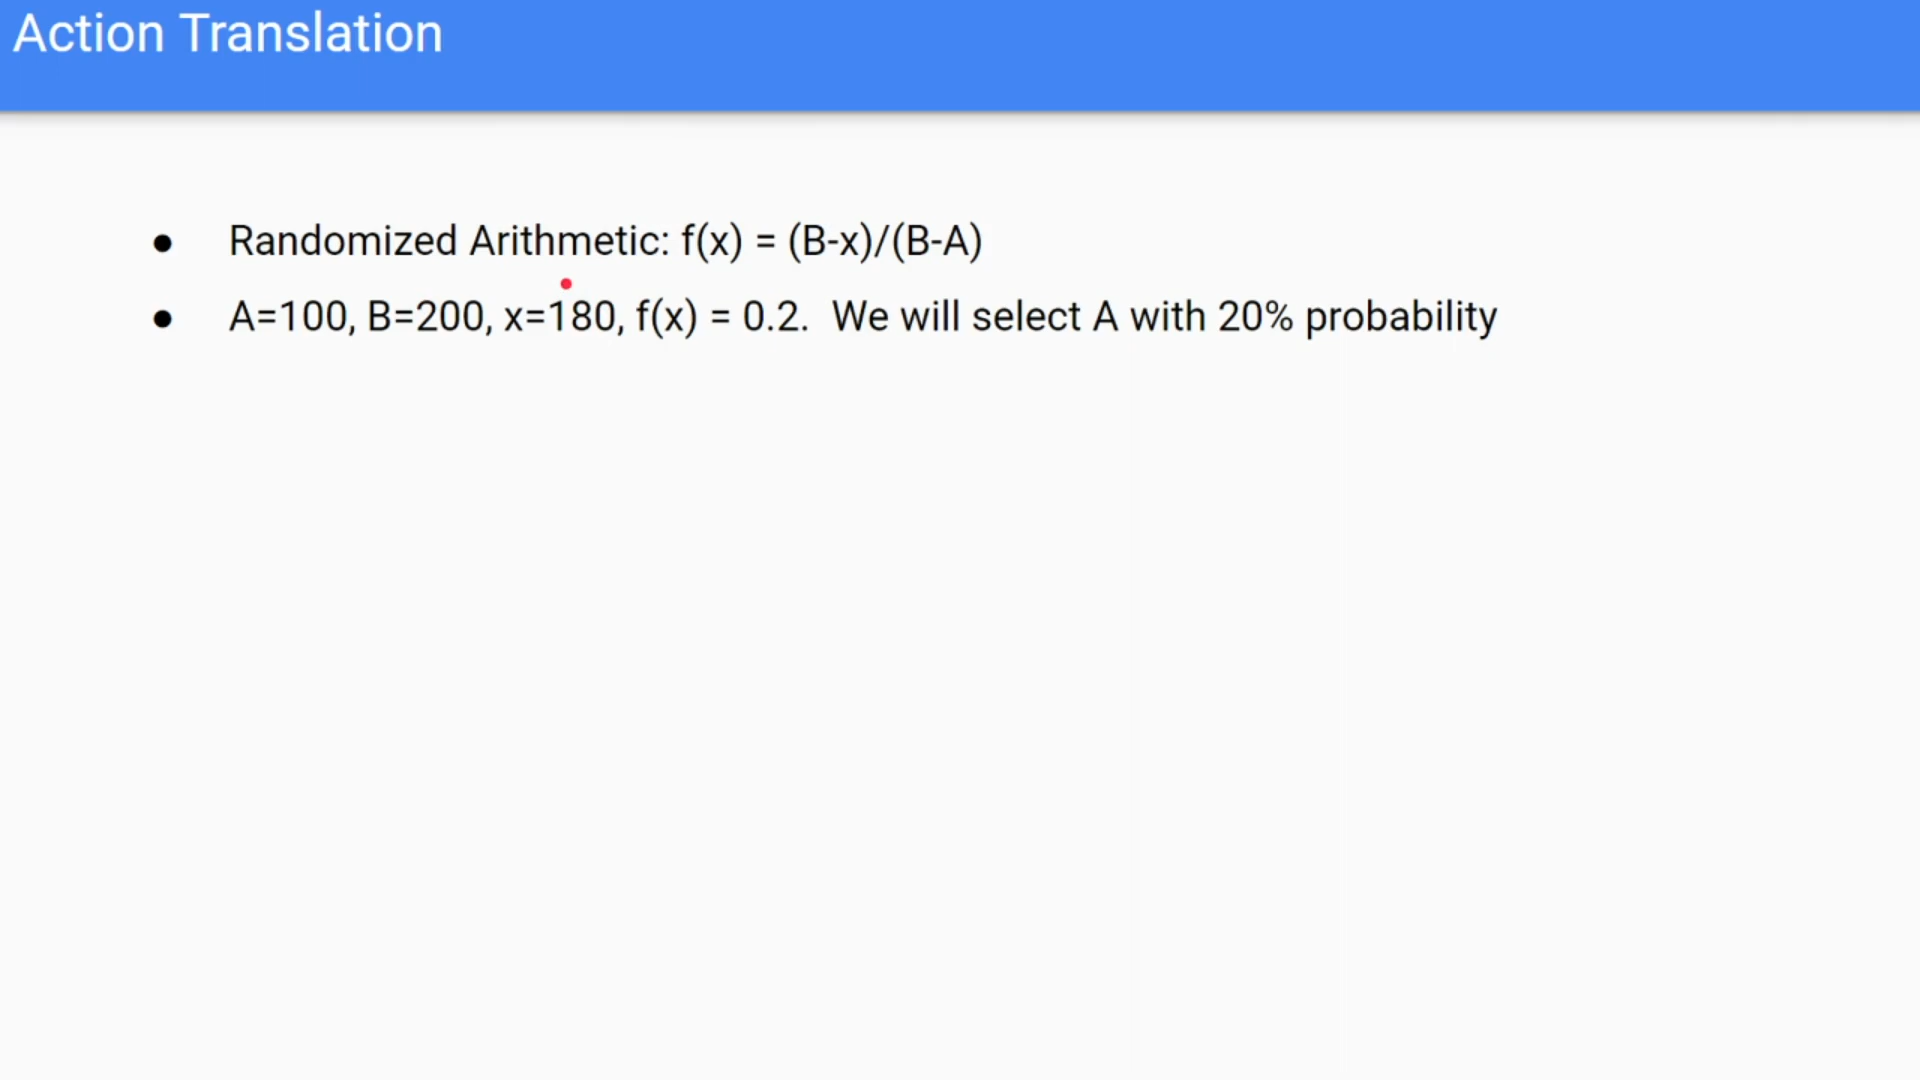 Action Translation
● Randomized Arithmetic: f(x) = (B-x)/(B-A)
● A=100, B=200, x=180, f(x) = 0.2.  We will select A with 20% probability